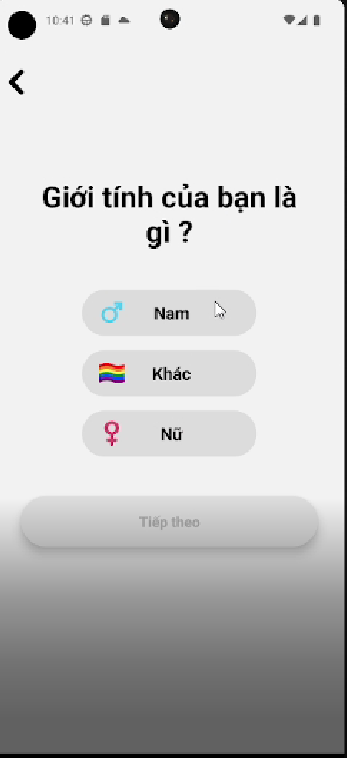 10:41
Giới tính của bạn là
gì ?
Nam
Khác
Nữ
Tiếp theo